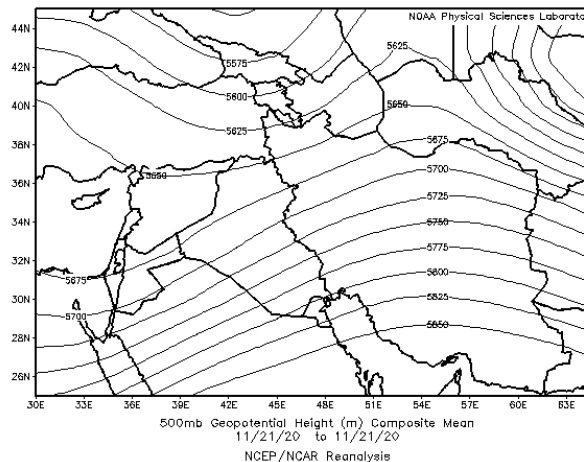 NOAA Physical Sciences Laborato
44N
42N
40N
38N
36N
34N
32N
30N
28N
26N
5575
5600
5625
5650
5675
5700
5625
5650
5675
5700
5725
5750
5775
5800
5825
5850
30E 33E 36E 39E 42E 45E 48E 51E 54E 57E 60E 63E
500mb Geopotential Height (m) Composite Mean
11/21/20 to 11/21/20
NCEP/NCAR Reanalysis